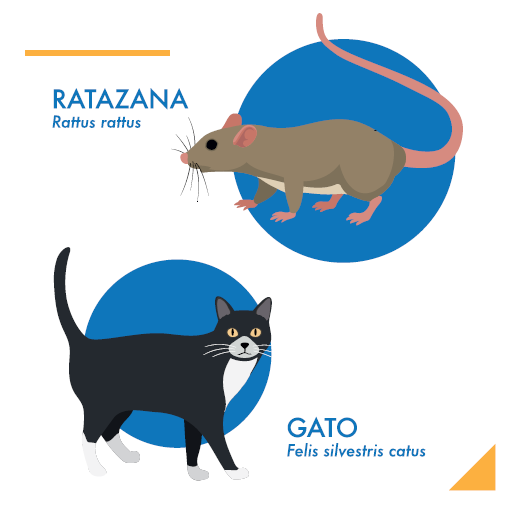 RATAZANA
Rattus rattus
GATO
Felis silvestris catus